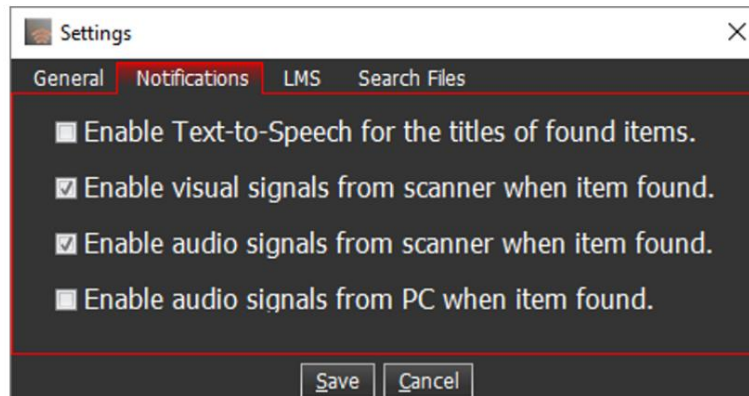 Settings
General Notifications LMS Search Files
Enable Text-to-Speech for the titles of found items.
Enable visual signals from scanner when item found.
Enable audio signals from scanner when item found.
Enable audio signals from PC when item found.
Save Cancel